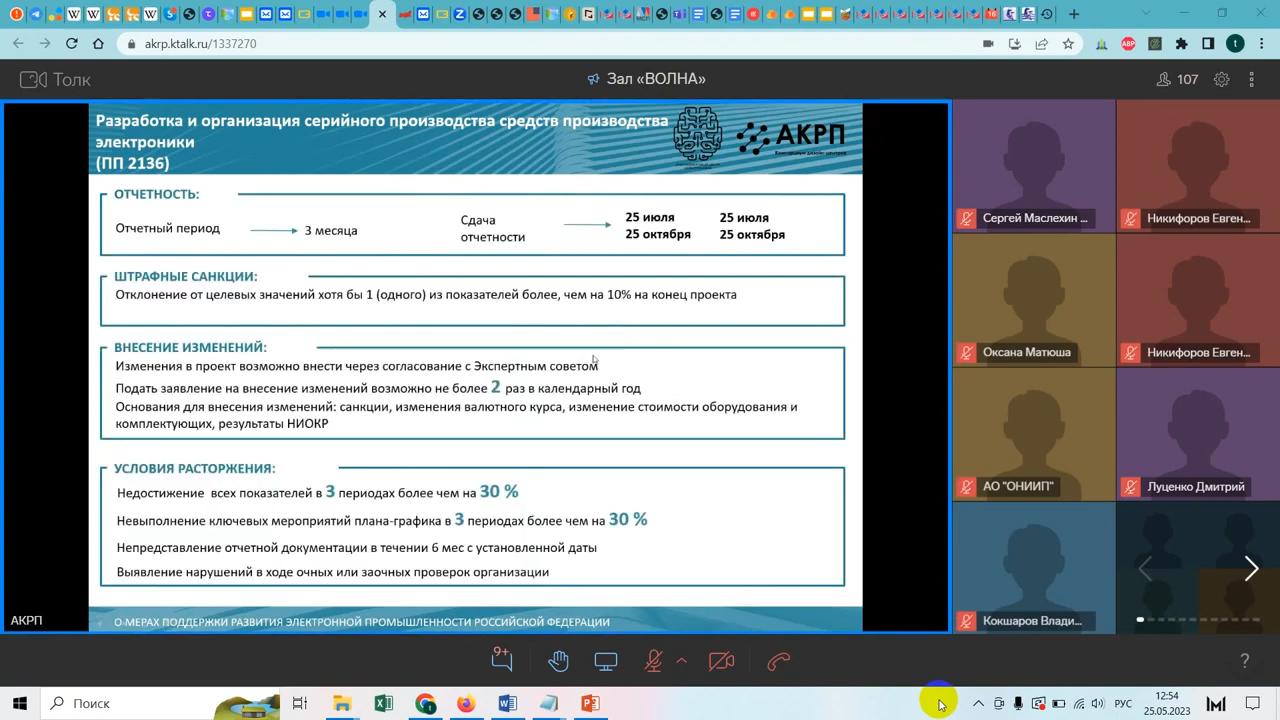 akrp.ktalk.ru/1337270
Толк
Зал «ВОЛНА»
107
Разработка и организация серийного производства средств производства
электроники
(ПП 2136)
АКРП
ОТЧЕТНОСТЬ:
Отчетный период
3 месяца
Сдача
отчетности
25 июля
25 октября
25 июля
25 октября
ШТРАФНЫЕ САНКЦИИ:
Отклонение от целевых значений хотя бы 1 (одного) из показателей более, чем на 10% на конец проекта
ВНЕСЕНИЕ ИЗМЕНЕНИЙ:
Изменения в проект возможно внести через согласование с Экспертным советом
Подать заявление на внесение изменений возможно не более 2 раз в календарный год
Основания для внесения изменений: санкции, изменения валютного курса, изменение стоимости оборудования и
комплектующих, результаты НИОКР
УСЛОВИЯ РАСТОРЖЕНИЯ:
Недостижение всех показателей в 3 периодах более чем на 30 %
Невыполнение ключевых мероприятий плана-графика в 3 периодах более чем на 30 %
Непредставление отчетной документации в течении 6 мес с установленной даты
Выявление нарушений в ходе очных или заочных проверок организации
О МЕРАХ ПОДДЕРЖКИ РАЗВИТИЯ ЭЛЕКТРОННОЙ ПРОМЫШЛЕННОСТИ РОССИЙСКОЙ ФЕДЕРАЦИИ
АКРП
Сергей Маслехин ...
Никифоров Евген...
Оксана Матюша
Никифоров Евген...
АО "ОНИИП"
Луценко Дмитрий
Кокшаров Влади...
9+
?
Поиск
РУС
12:54
25.05.2023